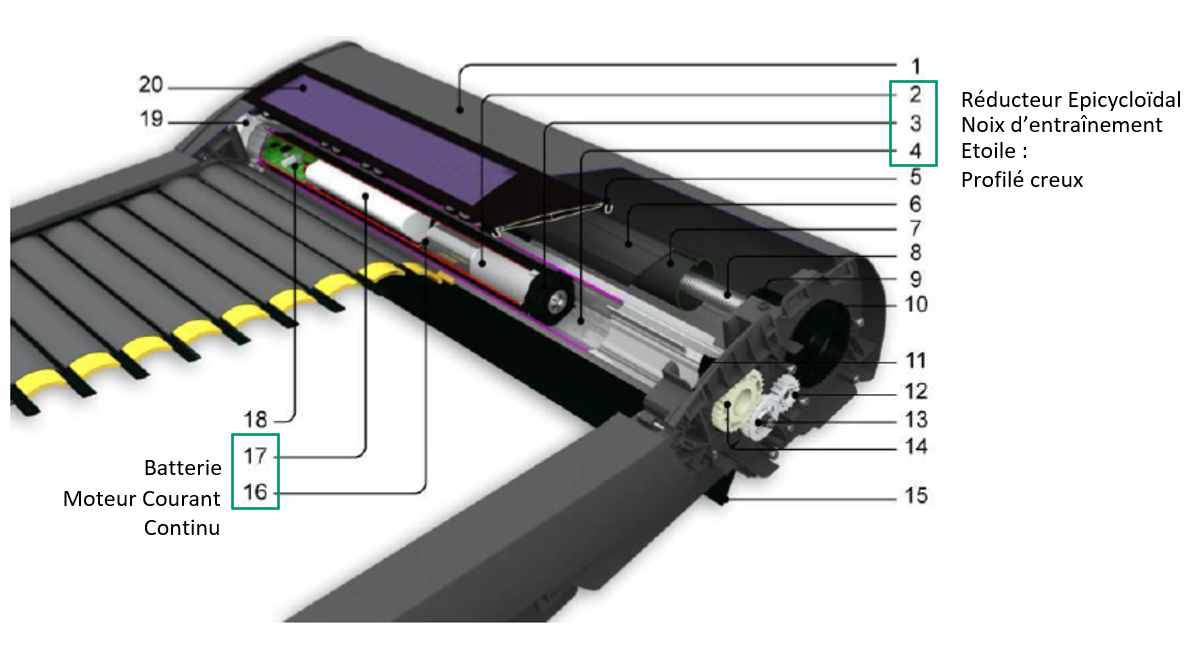 1
20
2
Réducteur Epicycloïdal
19
3
Noix d’entraînement
4
Etoile :
5
Profilé creux
6
7
8
9
10
11
12
18
13
14
17
Batterie
16
Moteur Courant
15
Continu